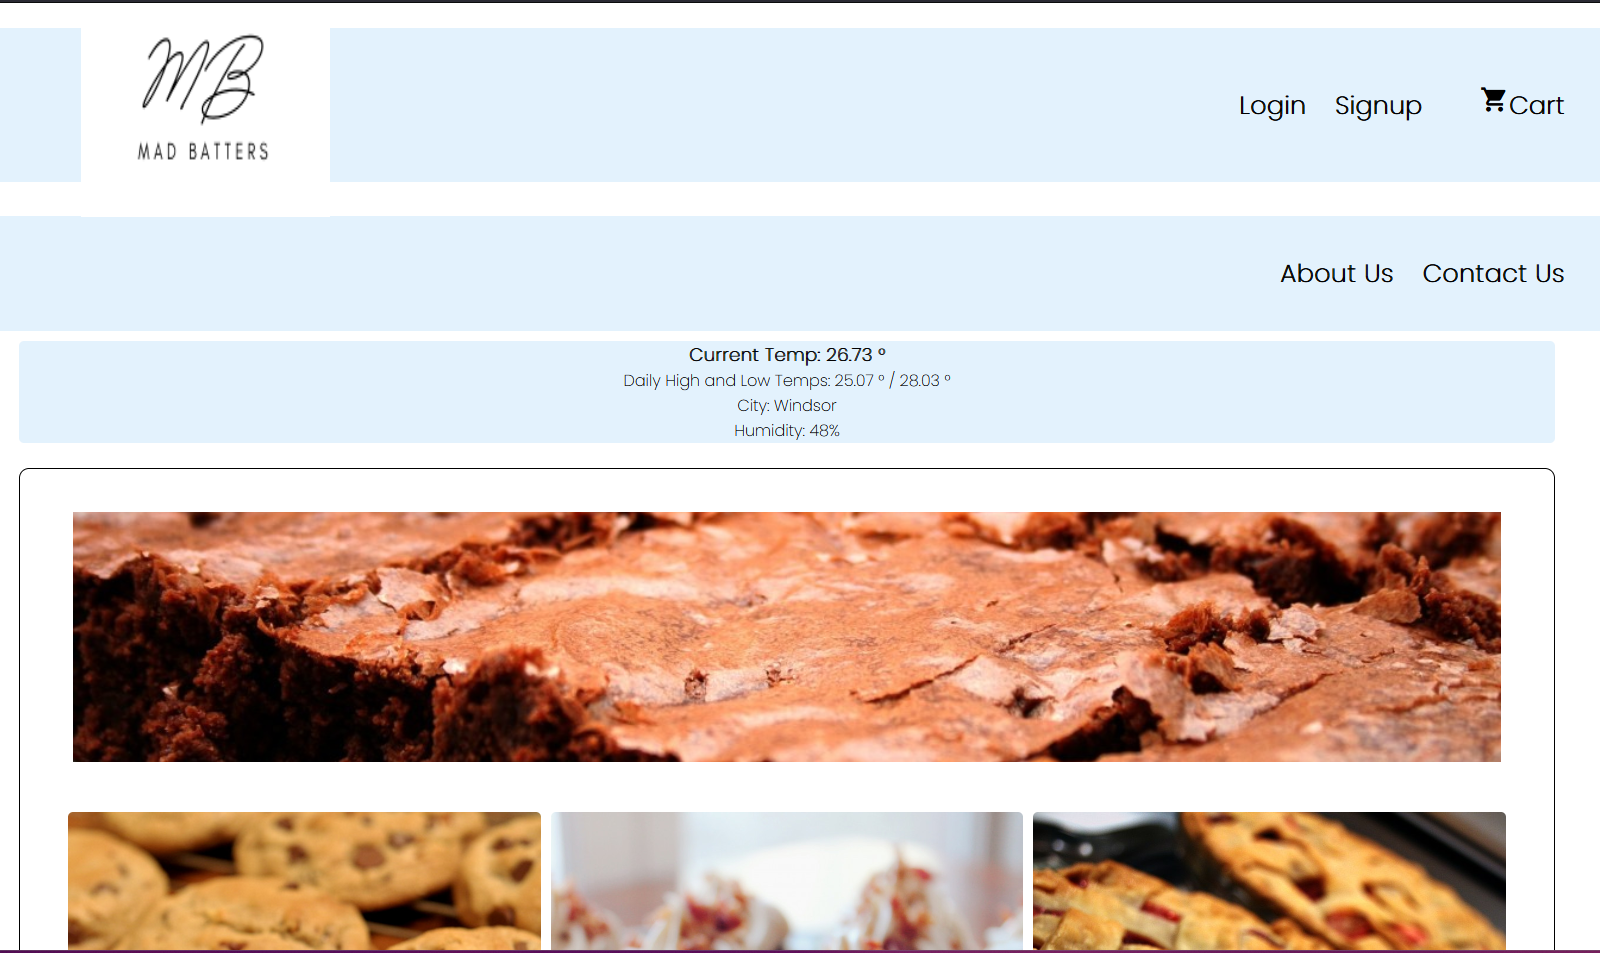 MB
MAD BATTERS
Login Signup Cart
About Us Contact Us
Current Temp: 26.73 º
Daily High and Low Temps: 25.07 º / 28.03 º
City: Windsor
Humidity: 48%